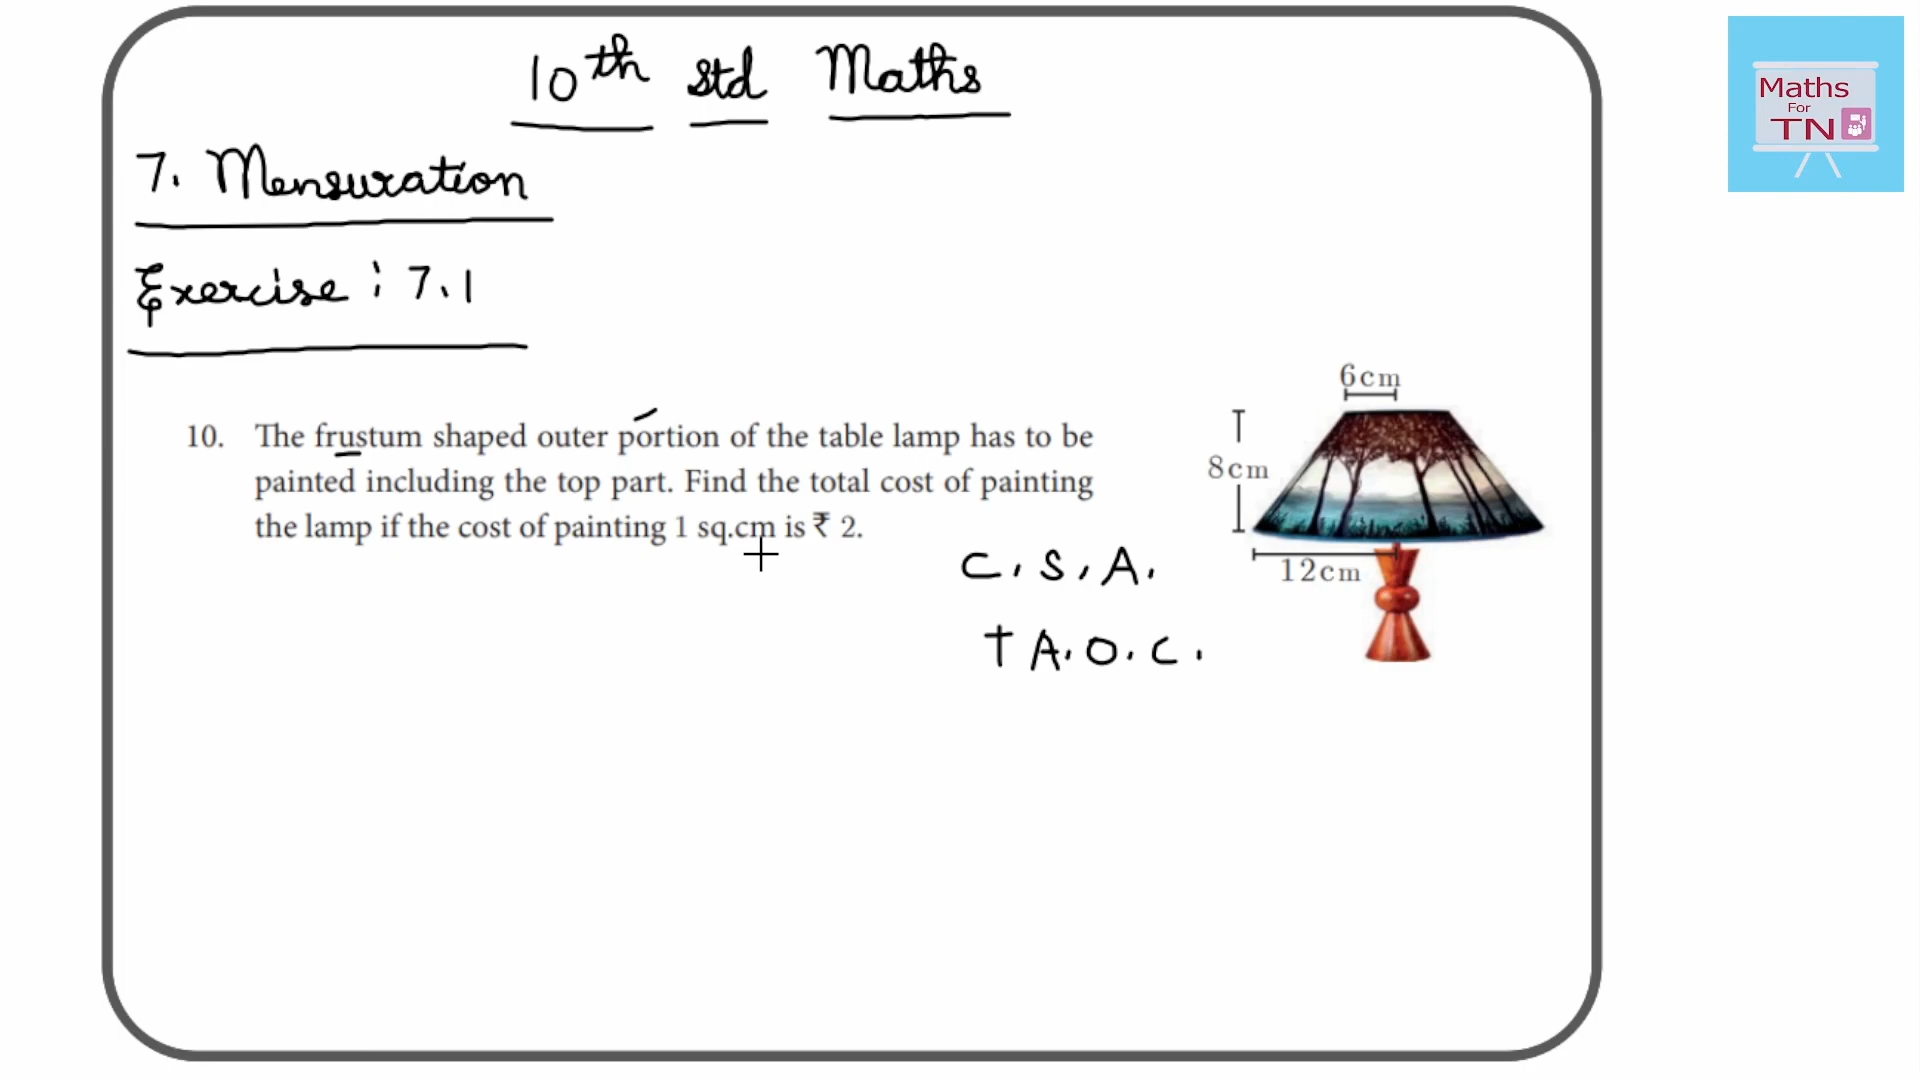 10th std Maths
Maths
For
TN
7. Mensuration
Exercise : 7.1
6cm
10. The frustum shaped outer portion of the table lamp has to be
painted including the top part. Find the total cost of painting
the lamp if the cost of painting 1 sq.cm is ₹ 2.
8cm
12cm
C.S.A.
+ A.O.C.